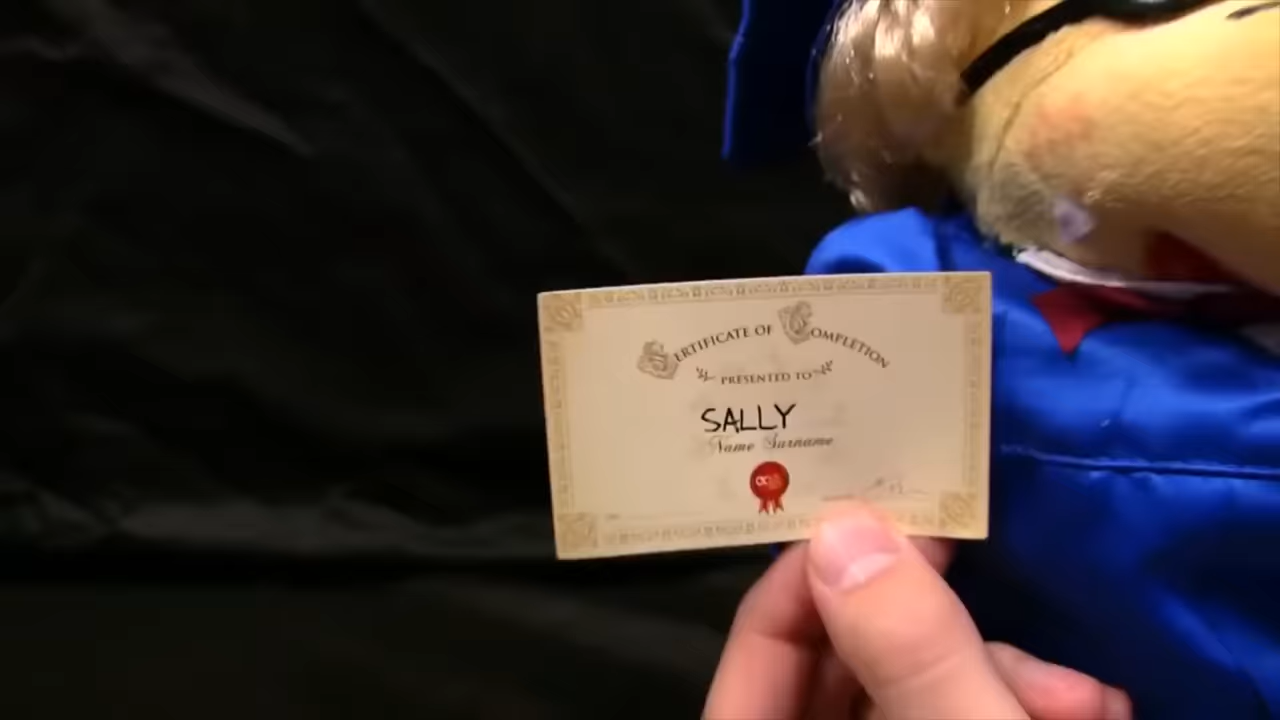 CERTIFICATE OF COMPLETION
PRESENTED TO
SALLY
Name Surname